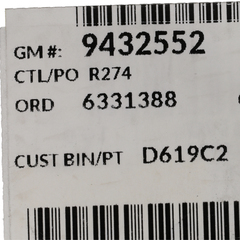 GM #: 9432552
CTL/PO R274
ORD 6331388
CUST BIN/PT D619C2